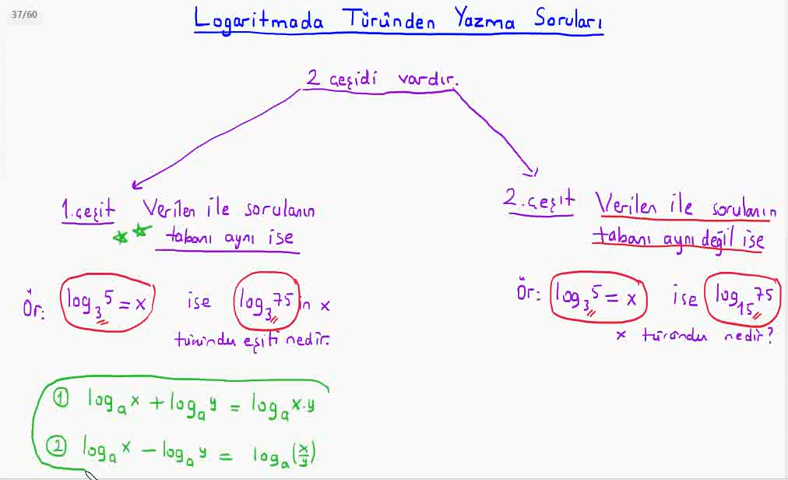 37/60
Logaritmada Türünden Yazma Soruları
2 çeşidi vardır.
1.çeşit Verilen ile sorulanın
tabanı aynı ise
Ör: log₃5 = x ise log₃75 in x
türünden eşiti nedir.
① logₐx + logₐy = logₐx.y
② logₐx - logₐy = logₐ(x/y)
2.çeşit Verilen ile sorulanın
tabanı aynı değil ise
Ör: log₃5 = x ise log₁₅75
x türünden nedir?